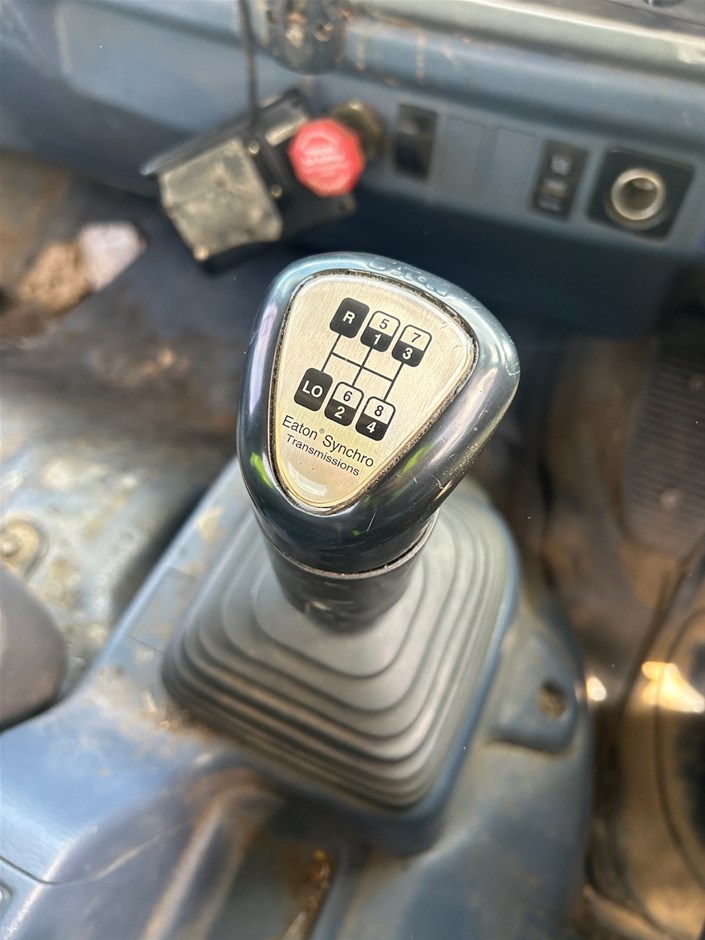 R 5 7
1 3
LO 6 8
2 4
Eaton® Synchro
Transmissions